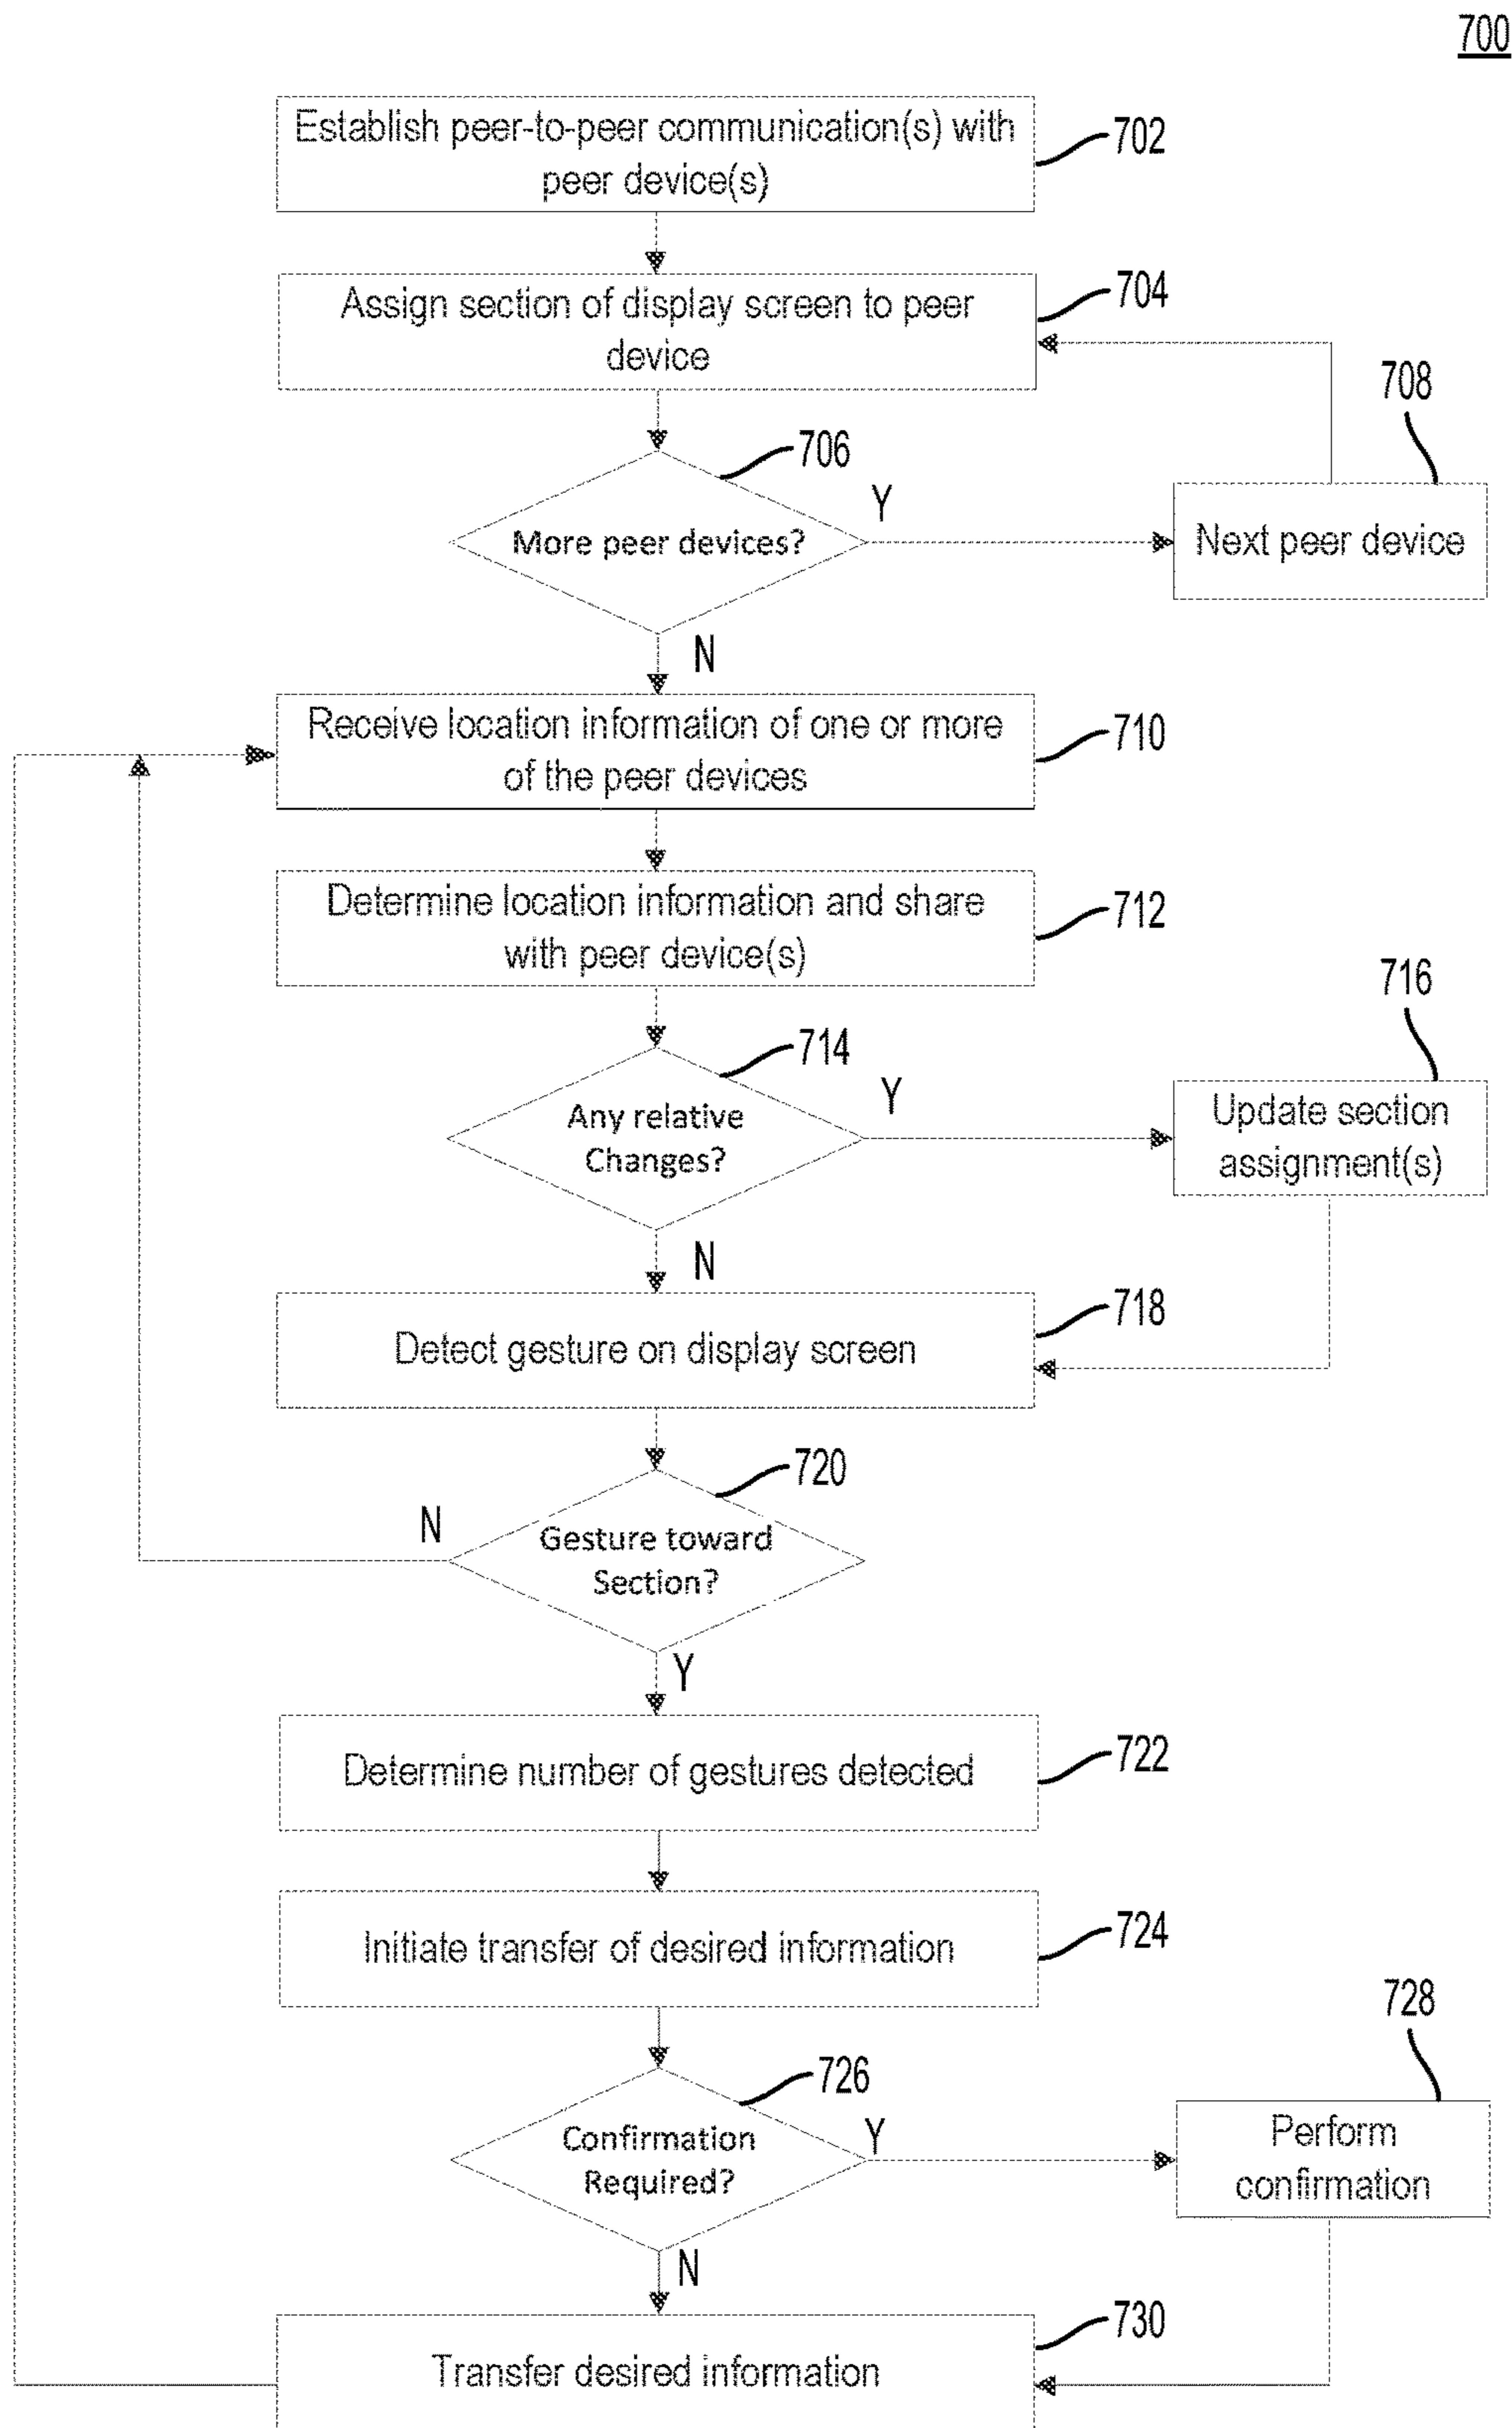 700
Establish peer-to-peer communication(s) with
peer device(s)
702
Assign section of display screen to peer
device
704
706
708
More peer devices?
Y
Next peer device
N
Receive location information of one or more
of the peer devices
710
Determine location information and share
with peer device(s)
712
714
716
Any relative
Changes?
Y
Update section
assignment(s)
N
Detect gesture on display screen
718
720
N
Gesture toward
Section?
Y
Determine number of gestures detected
722
Initiate transfer of desired information
724
726
728
Confirmation
Required?
Y
Perform
confirmation
N
Transfer desired information
730